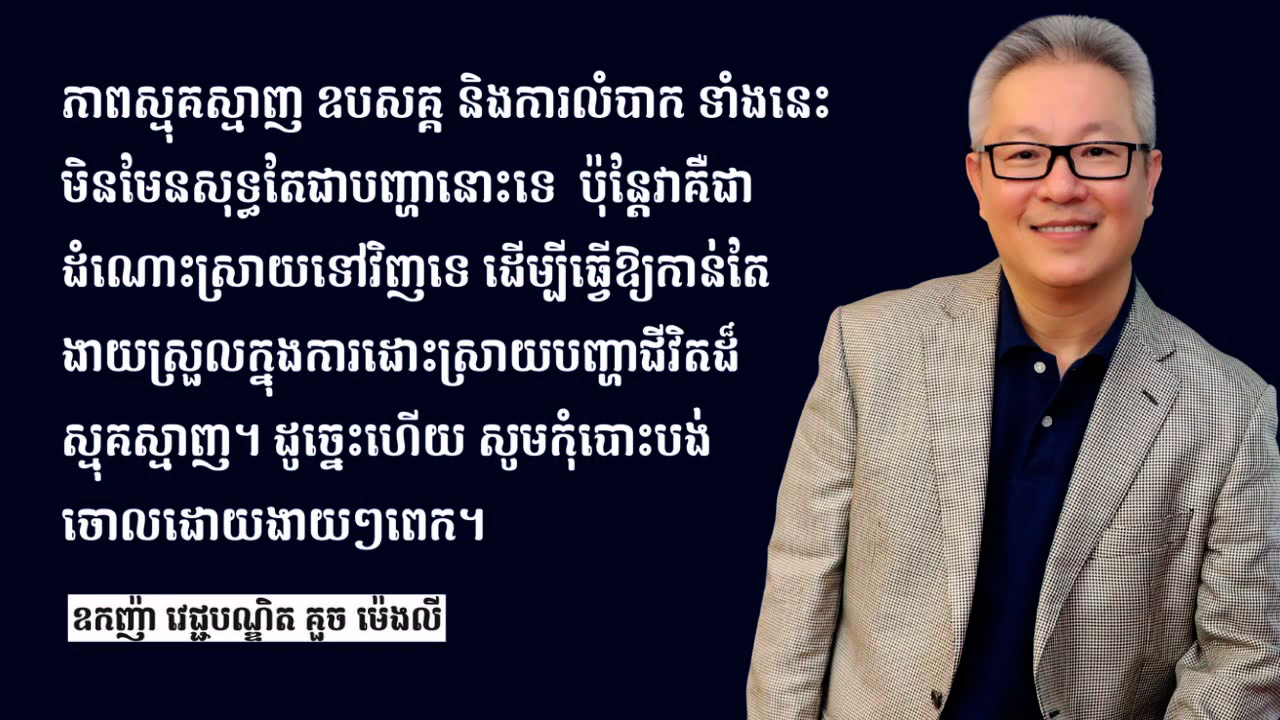 ភាពស្មុគស្មាញ ឧបសគ្គ និងការលំបាក ទាំងនេះ
មិនមែនសុទ្ធតែជាបញ្ហានោះទេ ប៉ុន្តែវាគឺជា
ដំណោះស្រាយទៅវិញទេ ដើម្បីធ្វើឱ្យកាន់តែ
ងាយស្រួលក្នុងការដោះស្រាយបញ្ហាជីវិតដ៏
ស្មុគស្មាញ។ ដូច្នេះហើយ សូមកុំបោះបង់
ចោលដោយងាយៗពេក។
ឧកញ៉ា វេជ្ជបណ្ឌិត គួច ម៉េងលី